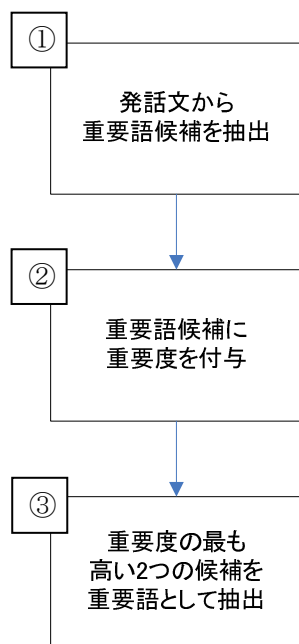 ①
発話文から
重要語候補を抽出
②
重要語候補に
重要度を付与
③
重要度の最も
高い2つの候補を
重要語として抽出